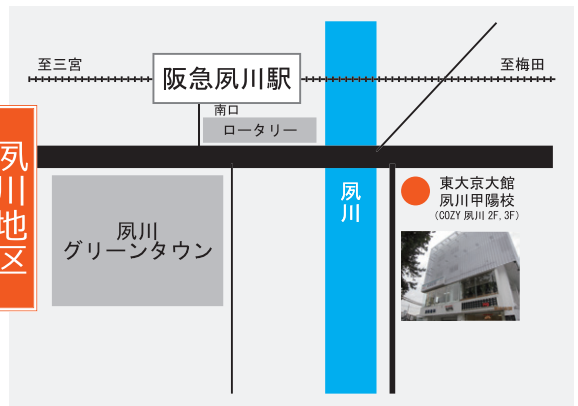 至三宮
至梅田
阪急夙川駅
南口
ロータリー
夙川地区
夙川
東大京大館
夙川甲陽校
(COZY 夙川 2F, 3F)
夙川
グリーンタウン